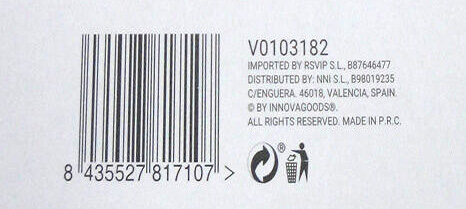 V0103182
IMPORTED BY RSVIP S.L., B87646477
DISTRIBUTED BY: NNI S.L., B98019235
C/ENGUERA. 46018, VALENCIA, SPAIN.
© BY INNOVAGOODS®.
ALL RIGHTS RESERVED. MADE IN P.R.C.
®
8 435527 817107 >